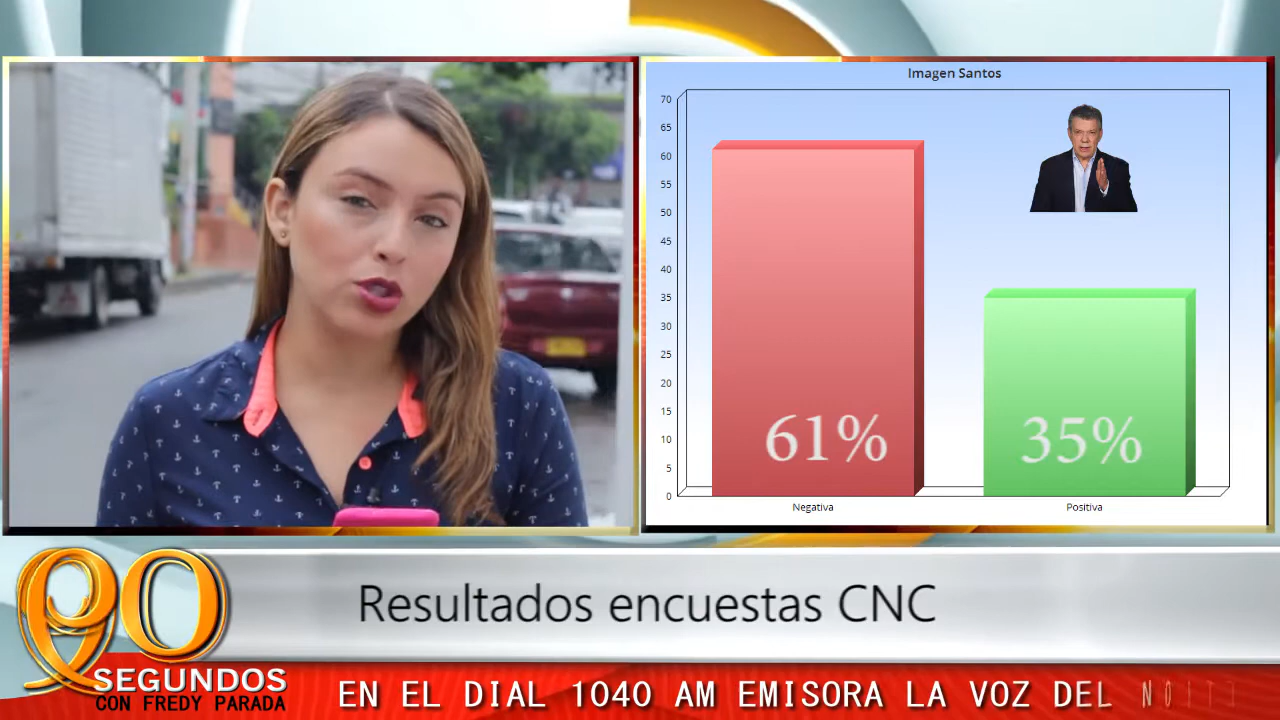 Imagen Santos
70
65
60
55
50
45
40
35
30
25
20
15
10
5
0
61%
35%
Negativa
Positiva
Resultados encuestas CNC
90
SEGUNDOS
CON FREDY PARADA
EN EL DIAL 1040 AM EMISORA LA VOZ DEL